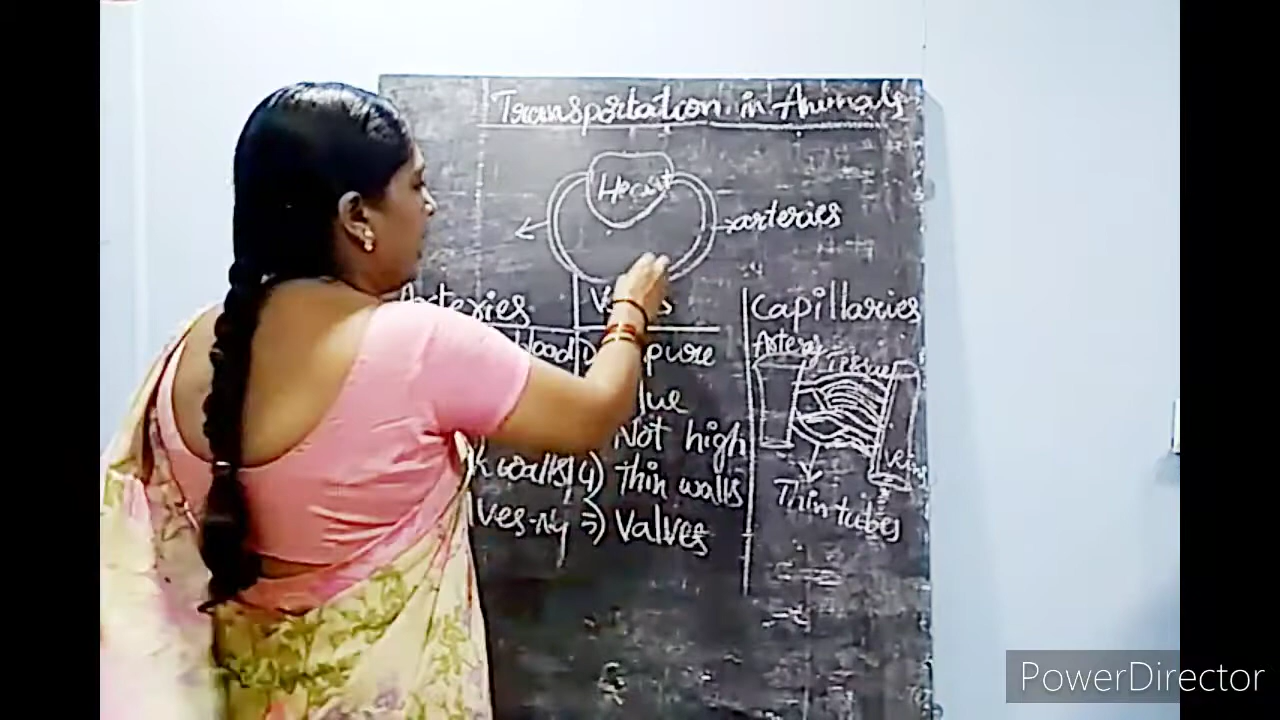 Transportation in Animals
Heart
arteries
Arteries
blood
walls
Veins
pure
Not high
4) thin walls
5) Valves
Capillaries
Artery
Veins
Thin tubes
PowerDirector